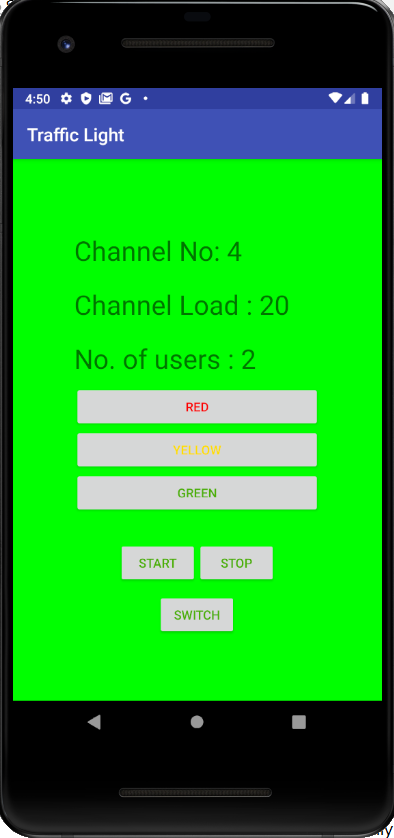 4:50
Traffic Light
Channel No: 4
Channel Load : 20
No. of users : 2
RED
YELLOW
GREEN
START STOP
SWITCH